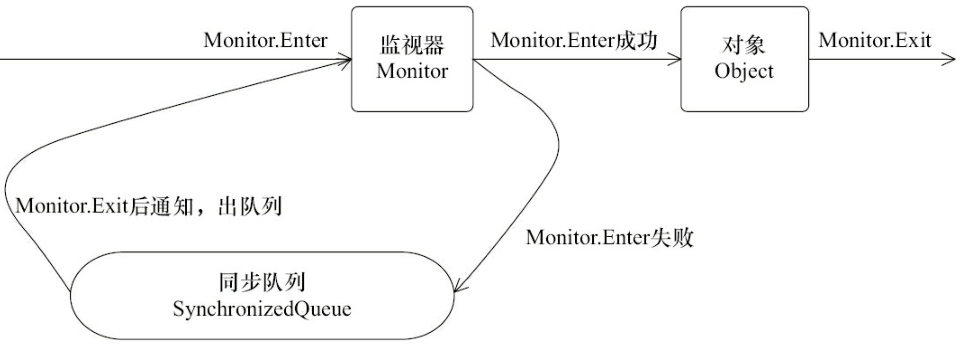 Monitor.Enter
监视器
Monitor
Monitor.Enter成功
对象
Object
Monitor.Exit
Monitor.Exit后通知，出队列
Monitor.Enter失败
同步队列
SynchronizedQueue